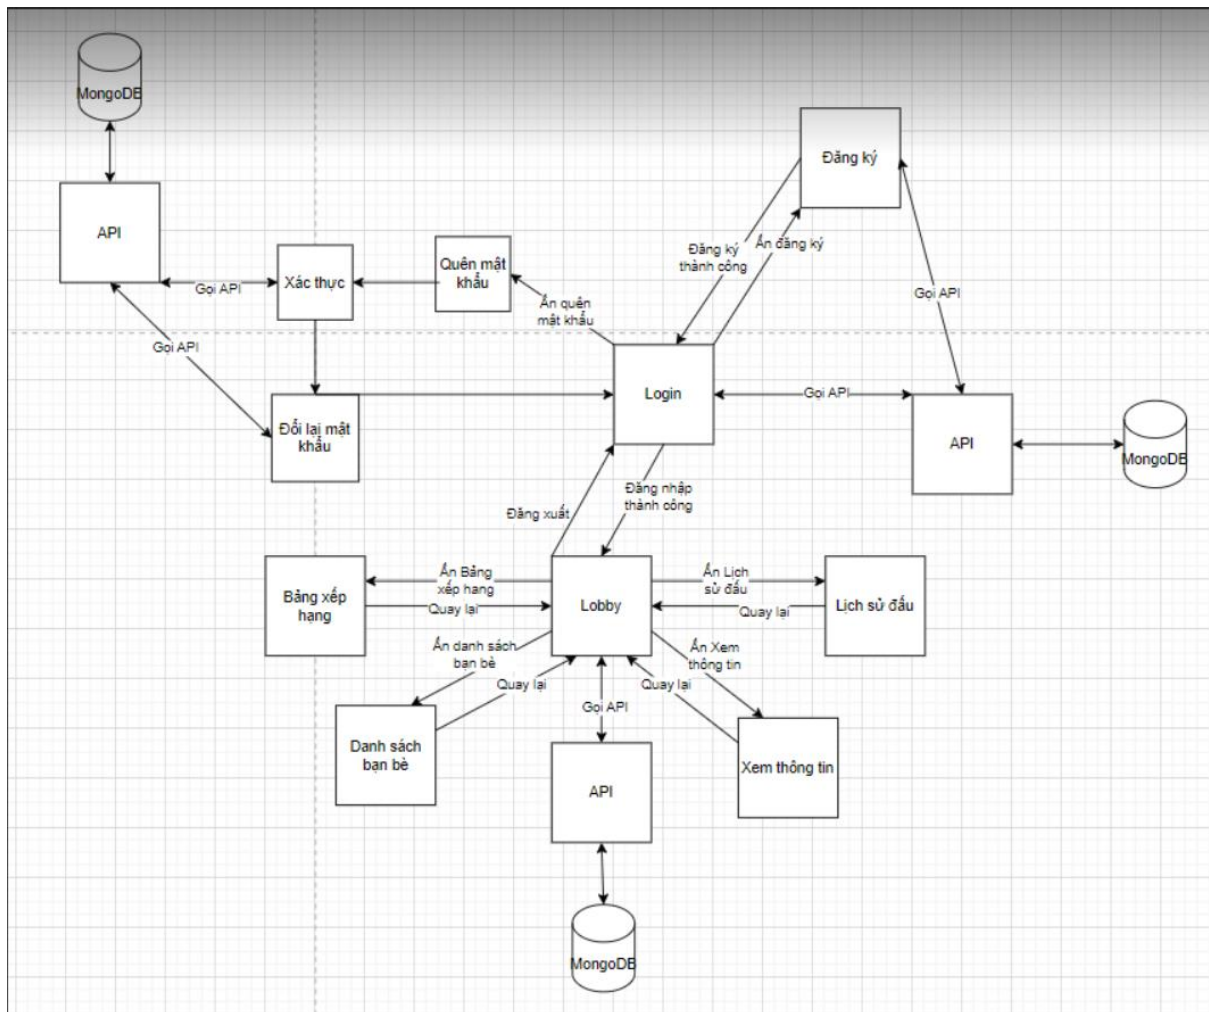 MongoDB
Đăng ký
API
Đăng ký
thành công
Ấn đăng ký
Quên mật
khẩu
Xác thực
Gọi API
Gọi API
Ấn quên
mật khẩu
Gọi API
Login
Gọi API
Đổi lại mật
khẩu
API
MongoDB
Đăng nhập
thành công
Đăng xuất
Ấn Bảng
xếp hang
Ấn Lịch
sử đấu
Bảng xếp
hạng
Quay lại
Lobby
Quay lại
Lịch sử đấu
Ấn danh sách
bạn bè
Ấn Xem
thông tin
Quay lại
Quay lại
Gọi API
Danh sách
bạn bè
Xem thông tin
API
MongoDB